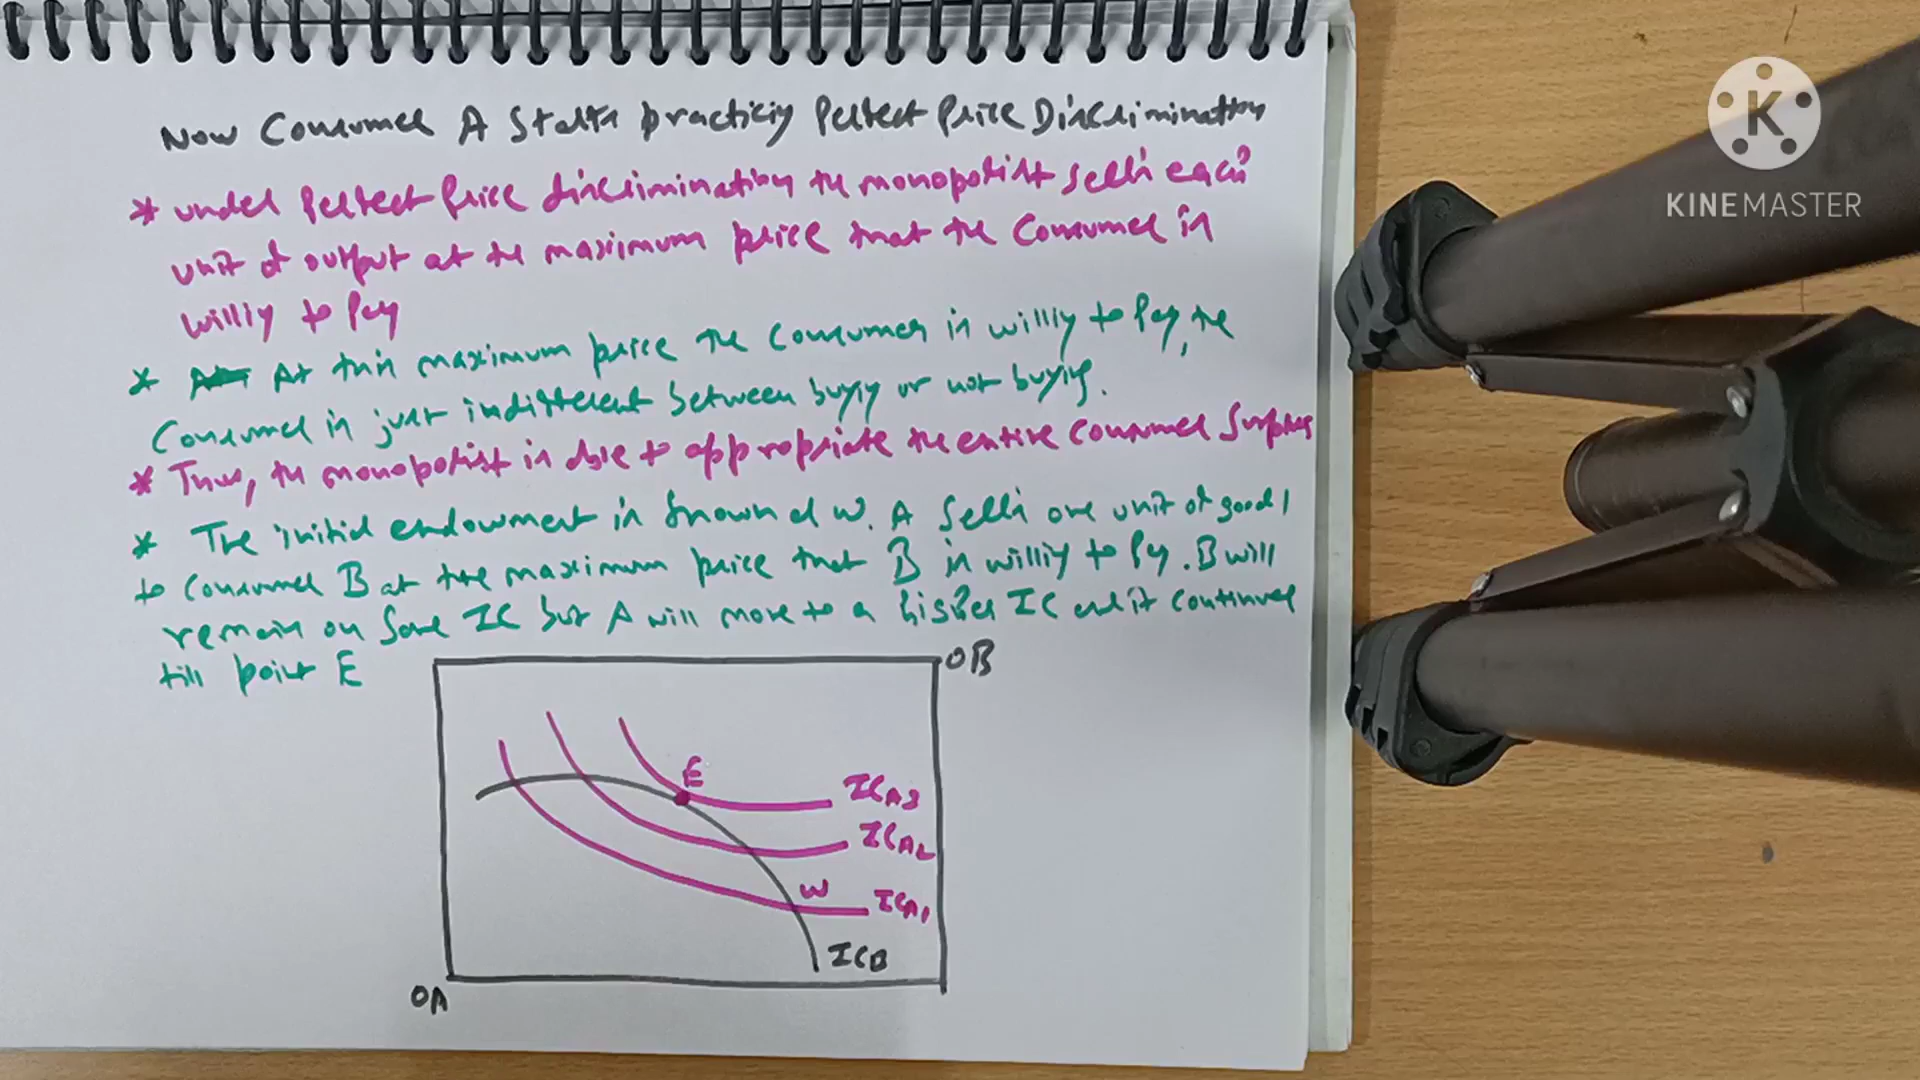 Now Consumer A starts practicing Perfect Price Discrimination
* under Perfect Price discrimination the monopolist sells each
unit of output at the maximum price that the consumer is
willing to pay
* At this maximum price the consumer is willing to pay, the
consumer is just indifferent between buying or not buying.
* Thus, the monopolist is able to appropriate the entire consumer surplus
* The initial endowment is shown at W. A sells one unit of good 1
to consumer B at the maximum price that B is willing to pay. B will
remain on same IC but A will move to a higher IC and it continues
till point E
OB
E
ICA3
ICA2
W
ICA1
ICB
OA
K
KINEMASTER